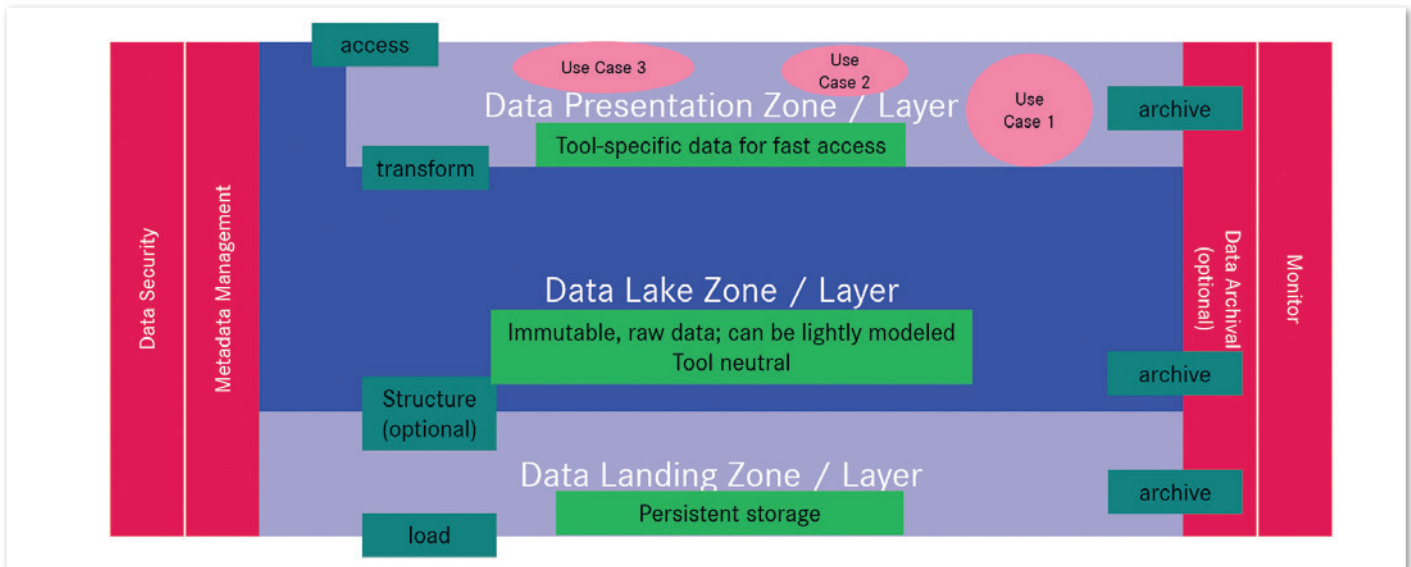 access
Use Case 3
Use
Case 2
Use
Case 1
Data Presentation Zone / Layer
archive
Tool-specific data for fast access
transform
Data Security
Metadata Management
Data Lake Zone / Layer
Immutable, raw data; can be lightly modeled
Tool neutral
Data Archival
(optional)
Monitor
archive
Structure
(optional)
Data Landing Zone / Layer
archive
Persistent storage
load